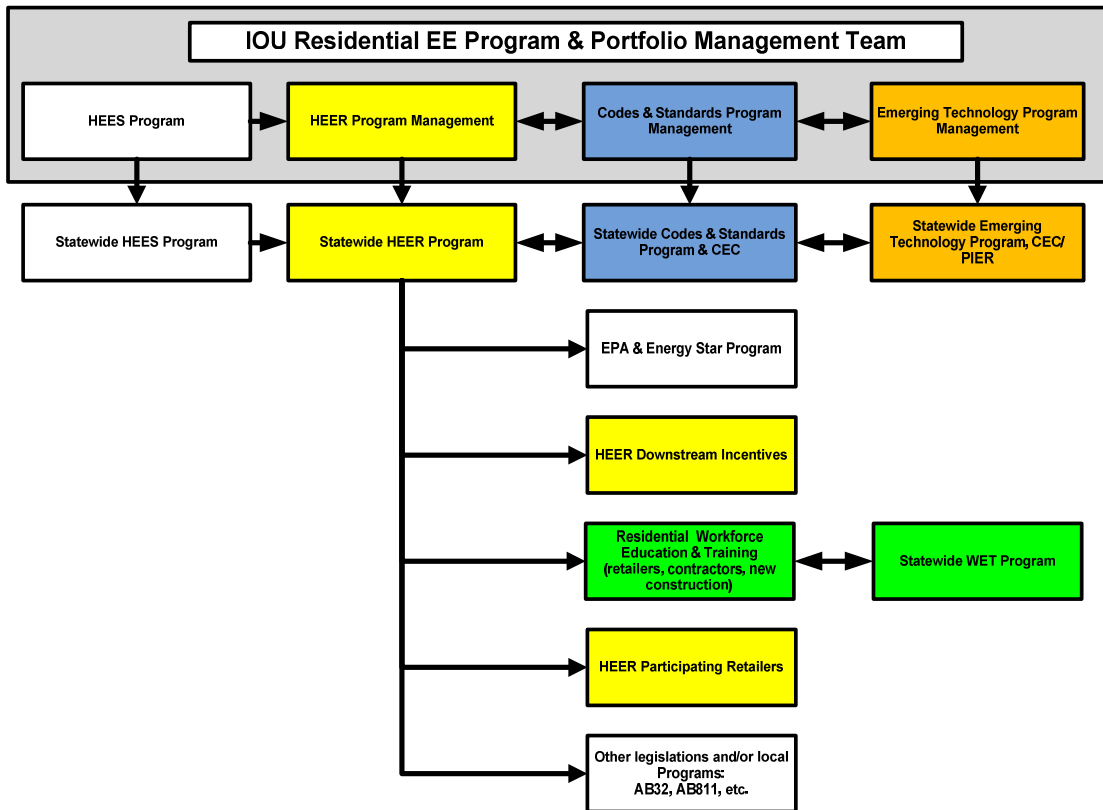 IOU Residential EE Program & Portfolio Management Team
HEES Program
HEER Program Management
Codes & Standards Program
Management
Emerging Technology Program
Management
Statewide HEES Program
Statewide HEER Program
Statewide Codes & Standards
Program & CEC
Statewide Emerging
Technology Program, CEC/
PIER
EPA & Energy Star Program
HEER Downstream Incentives
Residential Workforce
Education & Training
(retailers, contractors, new
construction)
Statewide WET Program
HEER Participating Retailers
Other legislations and/or local
Programs:
AB32, AB811, etc.